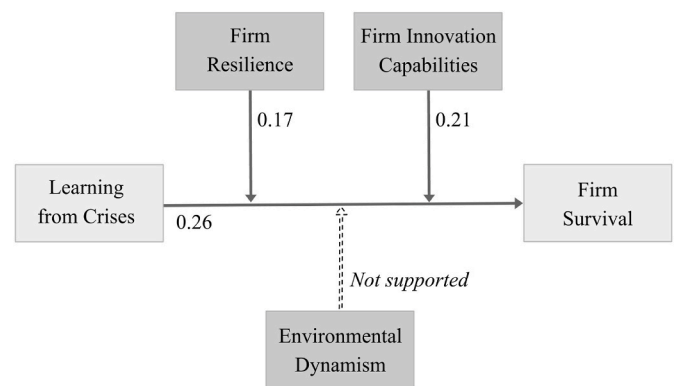 Firm
Resilience
Firm Innovation
Capabilities
0.17
0.21
Learning
from Crises
0.26
Firm
Survival
Not supported
Environmental
Dynamism